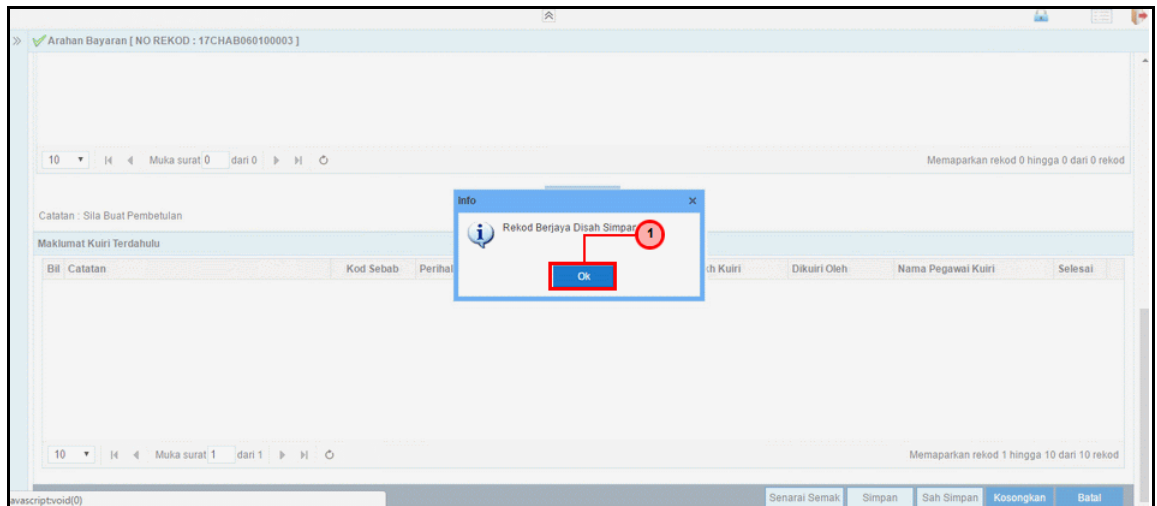 Arahan Bayaran [ NO REKOD : 17CHAB060100003 ]
10 Muka surat 0 dari 0 Memaparkan rekod 0 hingga 0 dari 0 rekod
Info x
Rekod Berjaya Disah Simpan
1
Ok
Catatan : Sila Buat Pembetulan
Maklumat Kuiri Terdahulu
Bil Catatan Kod Sebab Perihal kh Kuiri Dikuiri Oleh Nama Pegawai Kuiri Selesai
10 Muka surat 1 dari 1 Memaparkan rekod 1 hingga 10 dari 10 rekod
avascript:void(0) Senarai Semak Simpan Sah Simpan Kosongkan Batal